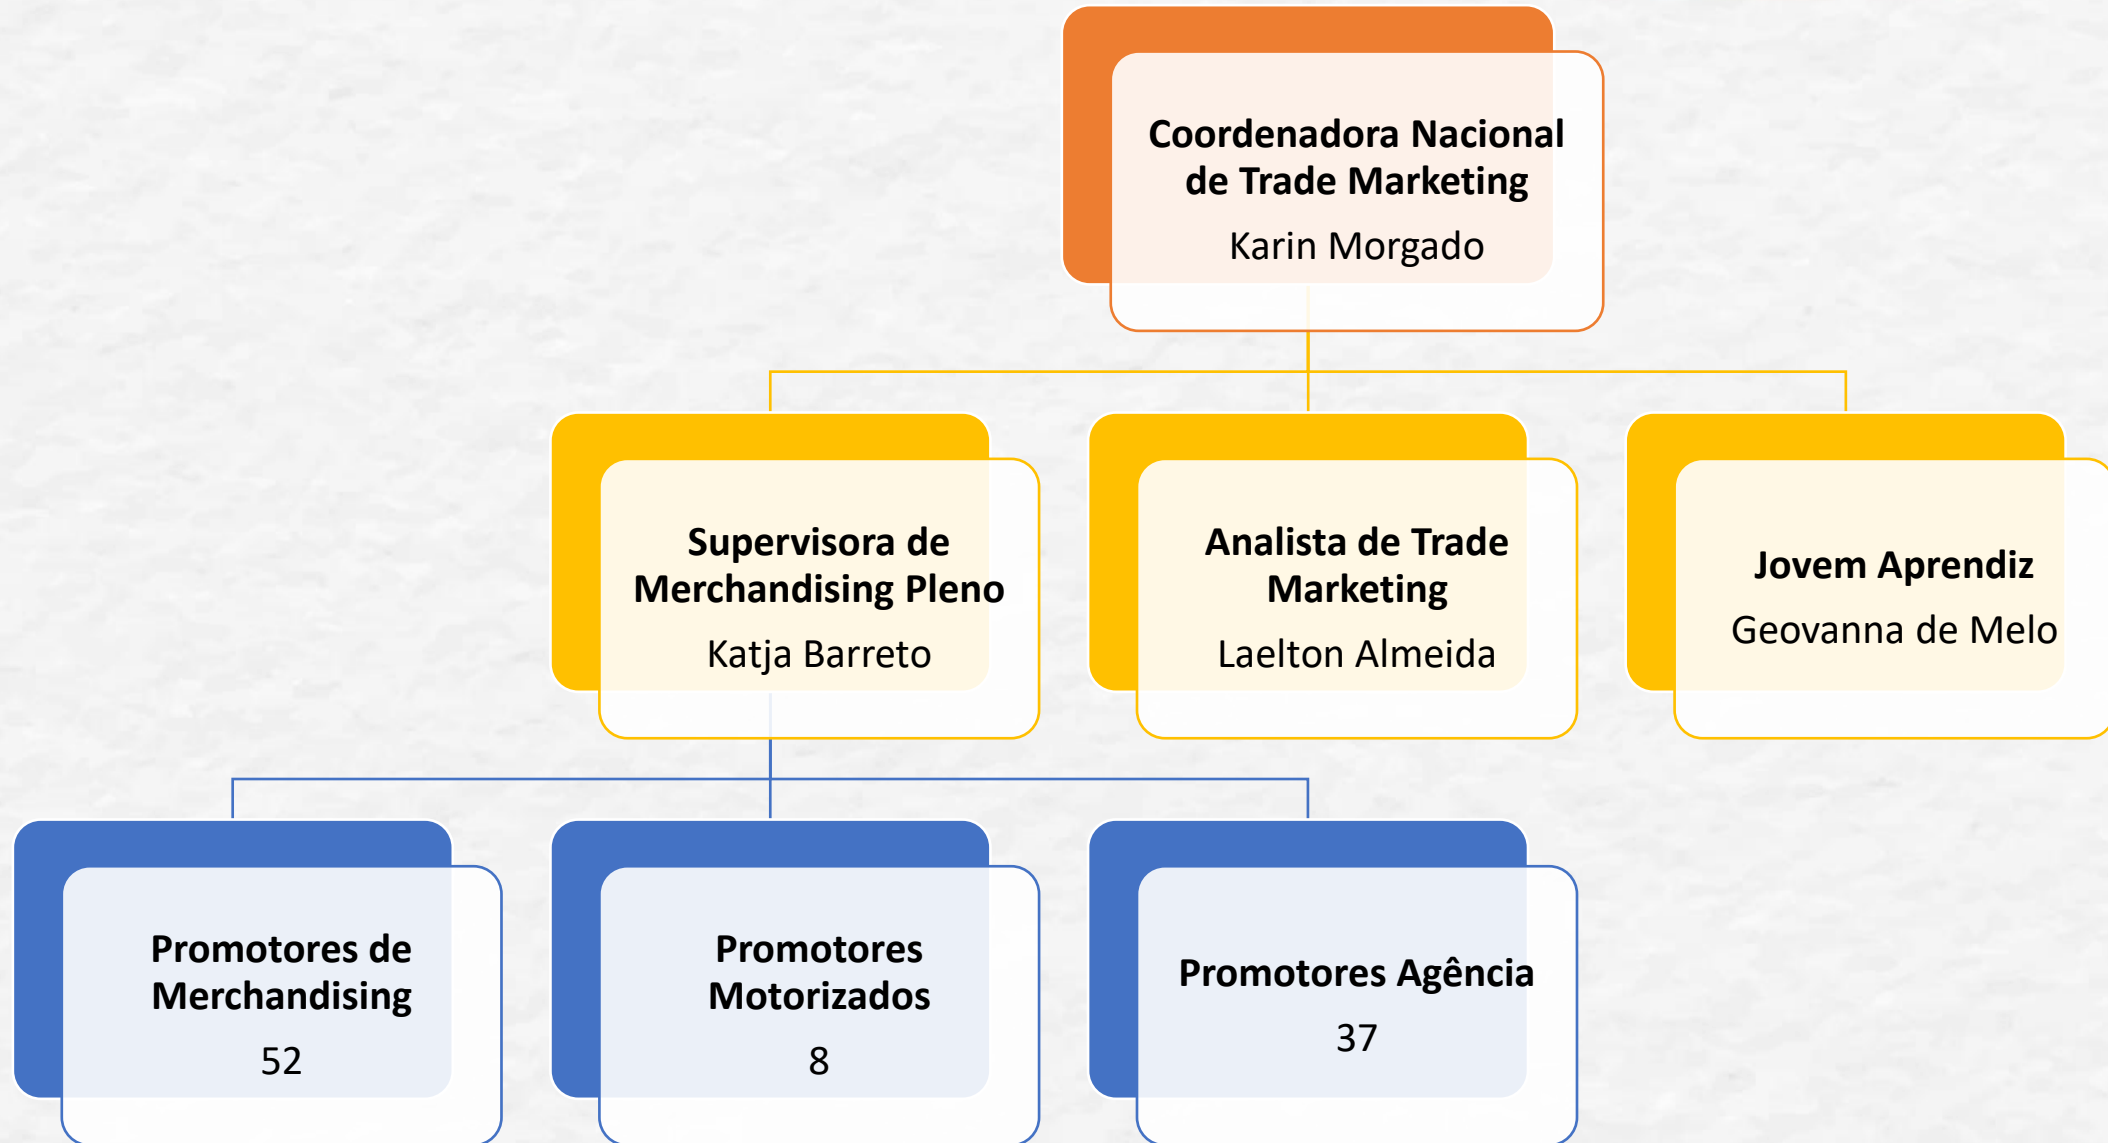 Coordenadora Nacional
de Trade Marketing
Karin Morgado
Supervisora de
Merchandising Pleno
Katja Barreto
Analista de Trade
Marketing
Laelton Almeida
Jovem Aprendiz
Geovanna de Melo
Promotores de
Merchandising
52
Promotores
Motorizados
8
Promotores Agência
37